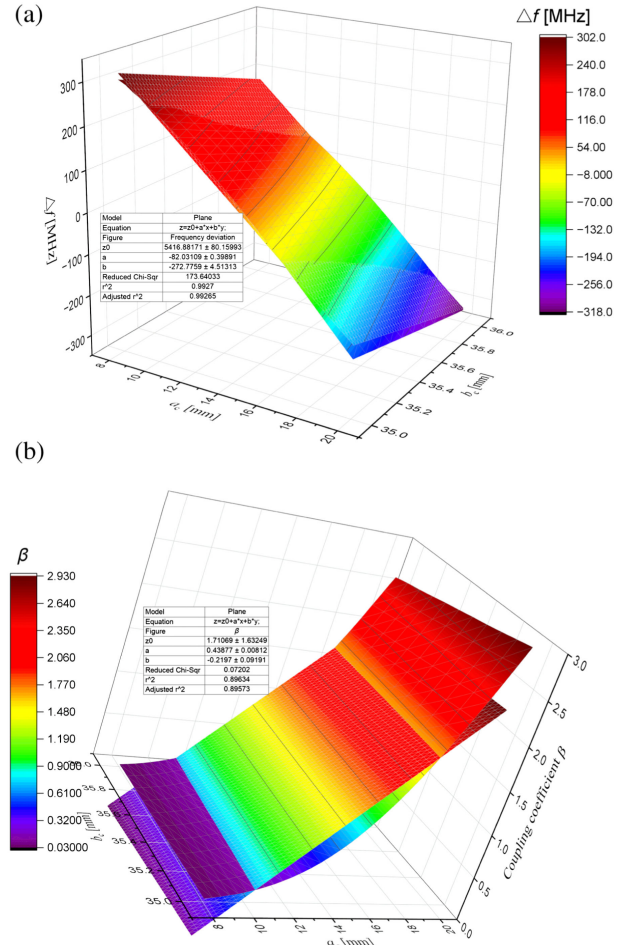 (a)
△f [MHz]
302.0
240.0
178.0
116.0
54.00
-8.000
-70.00
-132.0
-194.0
-256.0
-318.0
300
200
100
0
-100
-200
-300
△f [MHz]
Model Plane
Equation z=z0+a*x+b*y;
Figure Frequency deviation
z0 5416.88171 ± 80.15993
a -82.03109 ± 0.39891
b -272.7759 ± 4.51313
Reduced Chi-Sqr 173.64033
r^2 0.9927
Adjusted r^2 0.99265
8
10
12
14
16
18
20
a_c [mm]
36.0
35.8
35.6
35.4
35.2
35.0
b_c [mm]
(b)
β
2.930
2.640
2.350
2.060
1.770
1.480
1.190
0.9000
0.6100
0.3200
0.03000
Model Plane
Equation z=z0+a*x+b*y;
Figure β
z0 1.71069 ± 1.63249
a 0.43877 ± 0.00812
b -0.2197 ± 0.09191
Reduced Chi-Sqr 0.07202
r^2 0.89634
Adjusted r^2 0.89573
3.0
2.5
2.0
1.5
1.0
0.5
0.0
Coupling coefficient β
35.8
35.2
35.0
8
10
12
14
16
18
20
[mm]